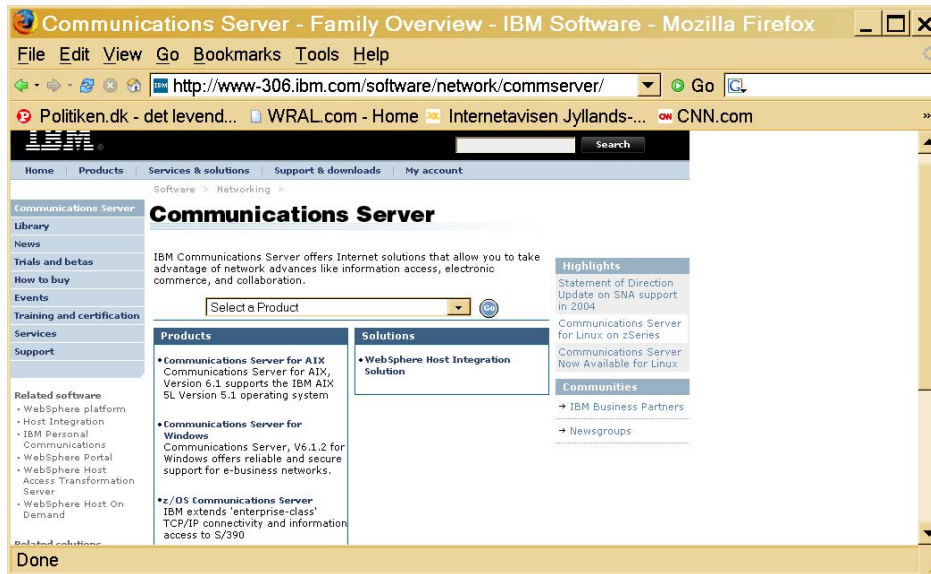 Communications Server - Family Overview - IBM Software - Mozilla Firefox
File Edit View Go Bookmarks Tools Help
http://www-306.ibm.com/software/network/commserver/ Go
Politiken.dk - det levend... WRAL.com - Home Internetavisen Jyllands-... CNN.com »
IBM
Search
Home Products Services & solutions Support & downloads My account
Software > Networking >
Communications Server
Library
News
Trials and betas
How to buy
Events
Training and certification
Services
Support
Related software
• WebSphere platform
• Host Integration
• IBM Personal
Communications
• WebSphere Portal
• WebSphere Host
Access Transformation
Server
• WebSphere Host On
Demand
Related solutions
Communications Server
IBM Communications Server offers Internet solutions that allow you to take
advantage of network advances like information access, electronic
commerce, and collaboration.
Select a Product Go
Products
•Communications Server for AIX
Communications Server for AIX,
Version 6.1 supports the IBM AIX
5L Version 5.1 operating system
•Communications Server for
Windows
Communications Server, V6.1.2 for
Windows offers reliable and secure
support for e-business networks.
•z/OS Communications Server
IBM extends 'enterprise-class'
TCP/IP connectivity and information
access to S/390
Solutions
•WebSphere Host Integration
Solution
Highlights
Statement of Direction
Update on SNA support
in 2004
Communications Server
for Linux on zSeries
Communications Server
Now Available for Linux
Communities
→ IBM Business Partners
→ Newsgroups
Done